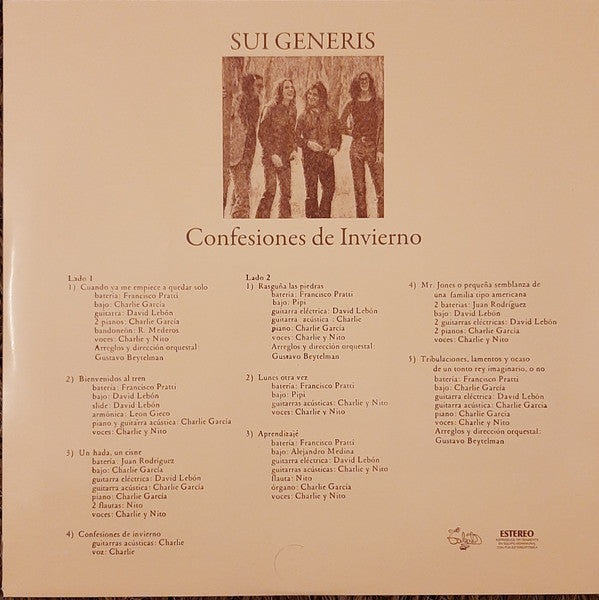 SUI GENERIS
Confesiones de Invierno
Lado 1
1) Cuando ya me empiece a quedar solo
batería: Francisco Pratti
bajo: Charlie García
guitarra: David Lebón
2 pianos: Charlie García
bandoneón: R. Mederos
voces: Charlie y Nito
Arreglos y dirección orquestal:
Gustavo Beytelman
2) Bienvenidos al tren
batería: Francisco Pratti
bajo: David Lebón
slide: David Lebón
armónica: León Gieco
piano y guitarra acústica: Charlie García
voces: Charlie y Nito
3) Un hada, un cisne
batería: Juan Rodríguez
bajo: Charlie García
guitarra eléctrica: David Lebón
guitarra acústica: Charlie García
piano: Charlie García
2 flautas: Nito
voces: Charlie y Nito
4) Confesiones de invierno
guitarras acústicas: Charlie
voz: Charlie
Lado 2
1) Rasguña las piedras
batería: Francisco Pratti
bajo: Pipi
guitarra eléctrica: David Lebón
guitarra acústica: Charlie
piano: Charlie García
voces: Charlie y Nito
Arreglos y dirección orquestal:
Gustavo Beytelman
2) Lunes otra vez
batería: Francisco Pratti
bajo: Pipi
guitarras acústicas: Charlie y Nito
voces: Charlie y Nito
3) Aprendizajé
batería: Francisco Pratti
bajo: Alejandro Medina
guitarra eléctrica: David Lebón
guitarras acústicas: Charlie y Nito
flauta: Nito
órgano: Charlie García
voces: Charlie y Nito
4) Mr. Jones o pequeña semblanza de
una familia tipo americana
2 baterías: Juan Rodríguez
bajo: David Lebón
2 guitarras eléctricas: David Lebón
2 pianos: Charlie García
voces: Charlie y Nito
5) Tribulaciones, lamentos y ocaso
de un tonto rey imaginario, o no
batería: Francisco Pratti
bajo: Charlie García
guitarra eléctrica: David Lebón
guitarra acústica: Charlie García
piano: Charlie García
voces: Charlie y Nito
Arreglos y dirección orquestal:
Gustavo Beytelman
ESTEREO